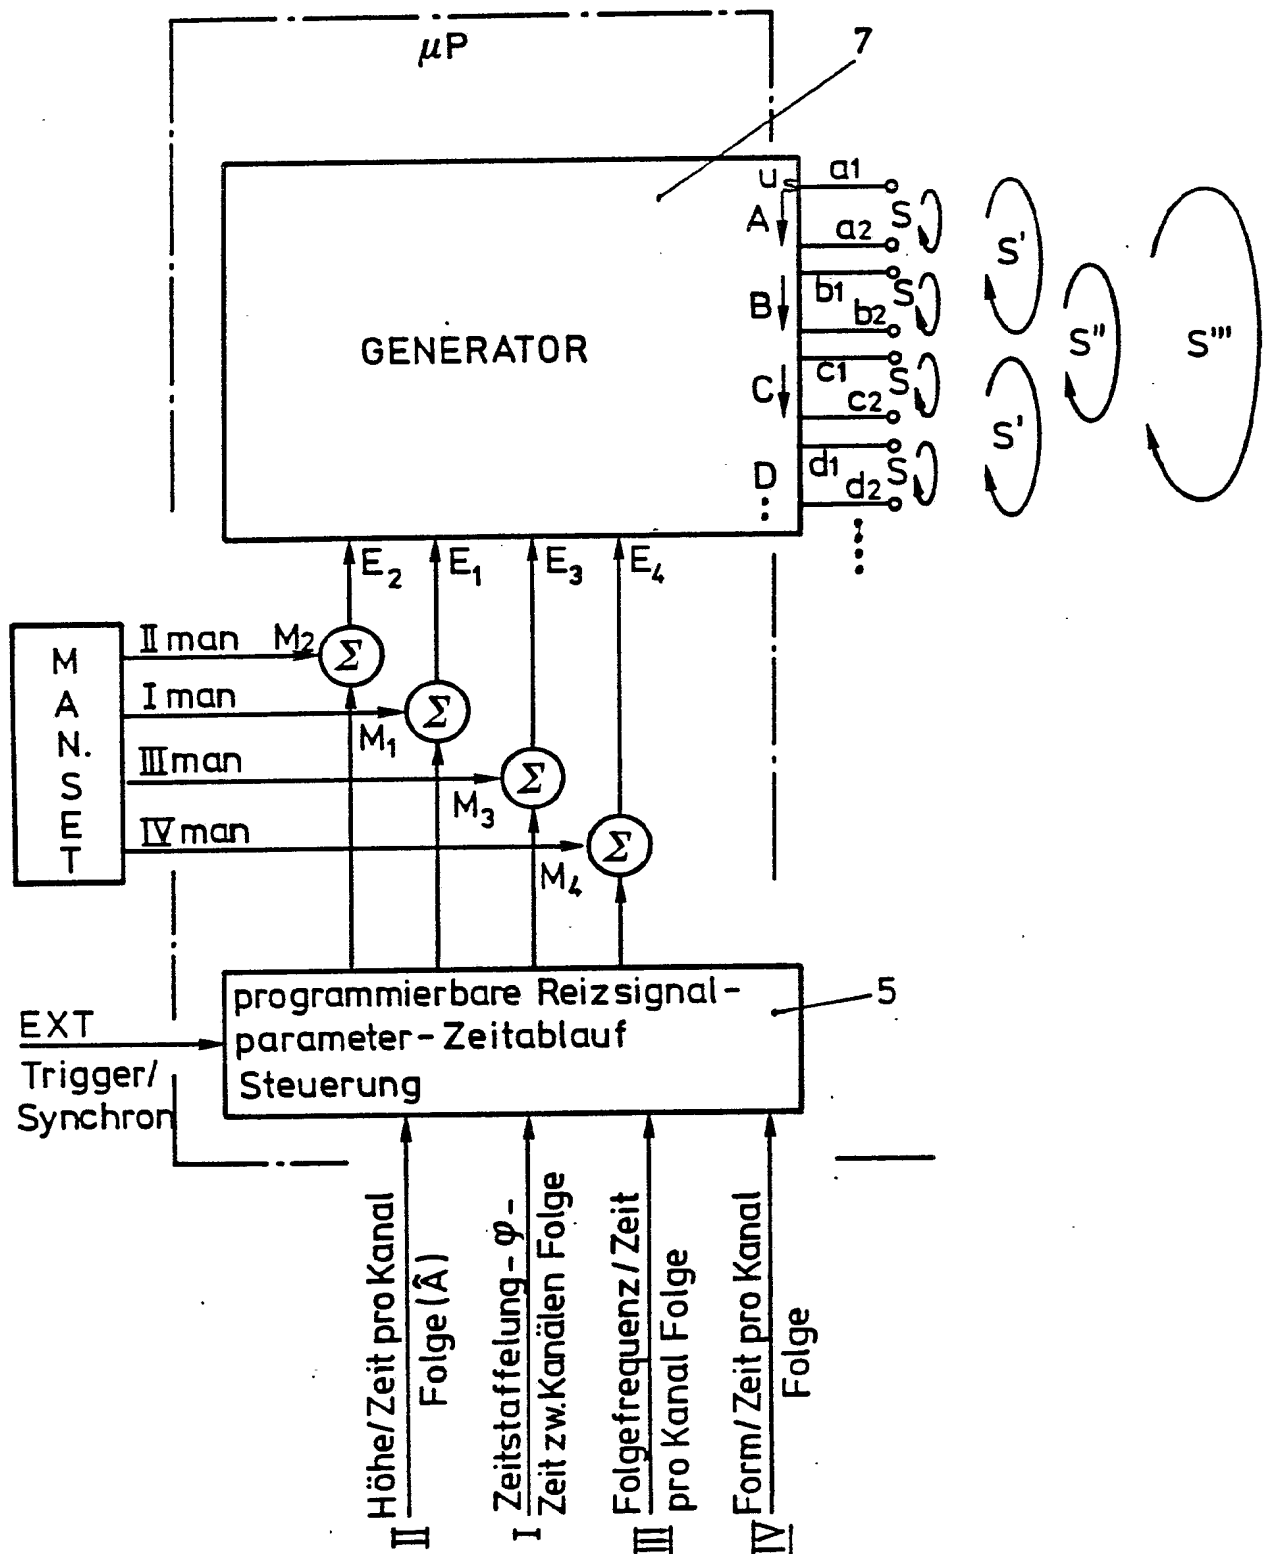 µP
7
GENERATOR
u
A
B
C
D
a1
a2
b1
b2
c1
c2
d1
d2
S
S
S
S
S'
S'
S''
S'''
E2
E1
E3
E4
MAN.SET
II man
M2
I man
M1
III man
M3
IV man
M4
Σ
Σ
Σ
Σ
programmierbare Reizsignal-
parameter-Zeitablauf
Steuerung
5
EXT
Trigger/
Synchron
Höhe/Zeit pro Kanal
Folge(Â)
II
Zeitstaffelung-φ-
Zeit zw.Kanälen Folge
I
Folgefrequenz/Zeit
pro Kanal Folge
III
Form/Zeit pro Kanal
Folge
IV